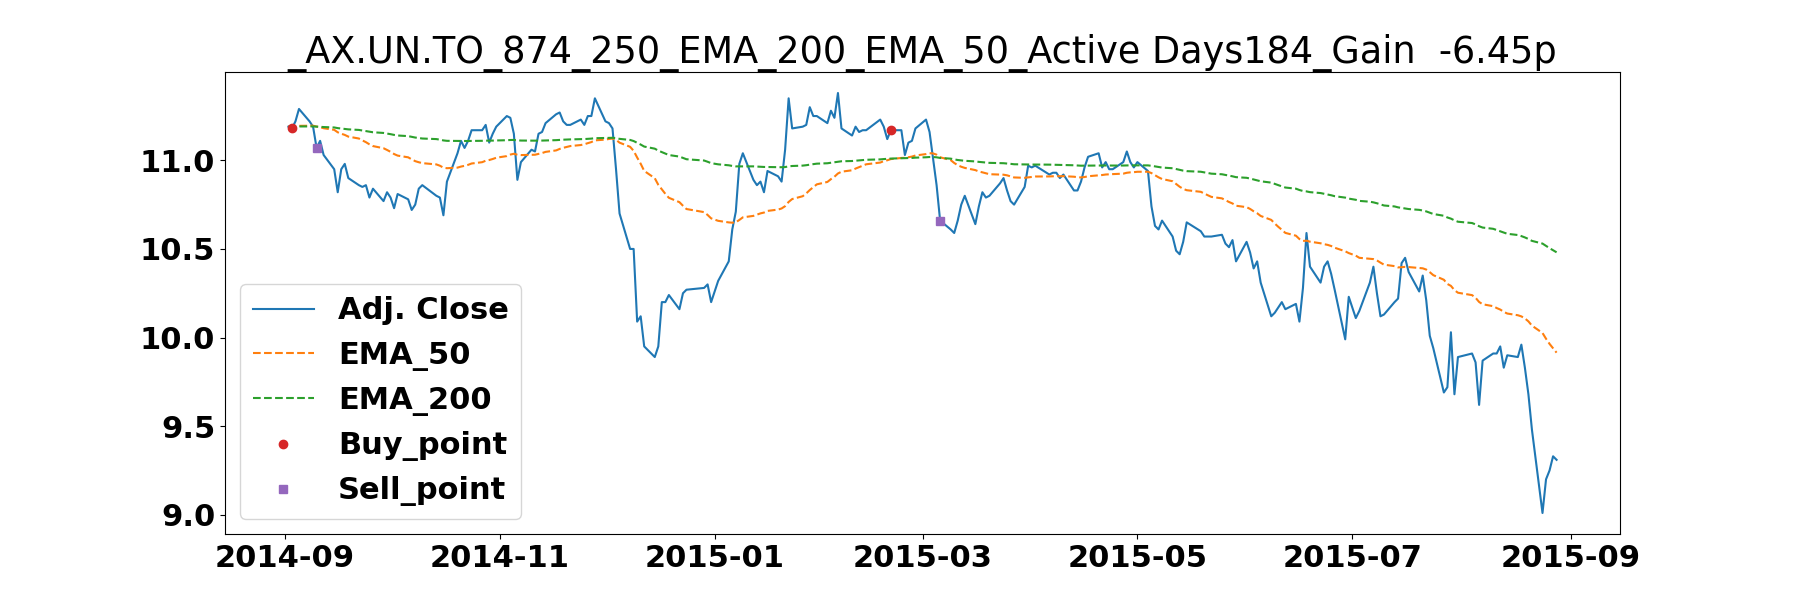 _AX.UN.TO_874_250_EMA_200_EMA_50_Active Days184_Gain  -6.45p
11.0
10.5
10.0
9.5
9.0
Adj. Close
EMA_50
EMA_200
Buy_point
Sell_point
2014-09 2014-11 2015-01 2015-03 2015-05 2015-07 2015-09